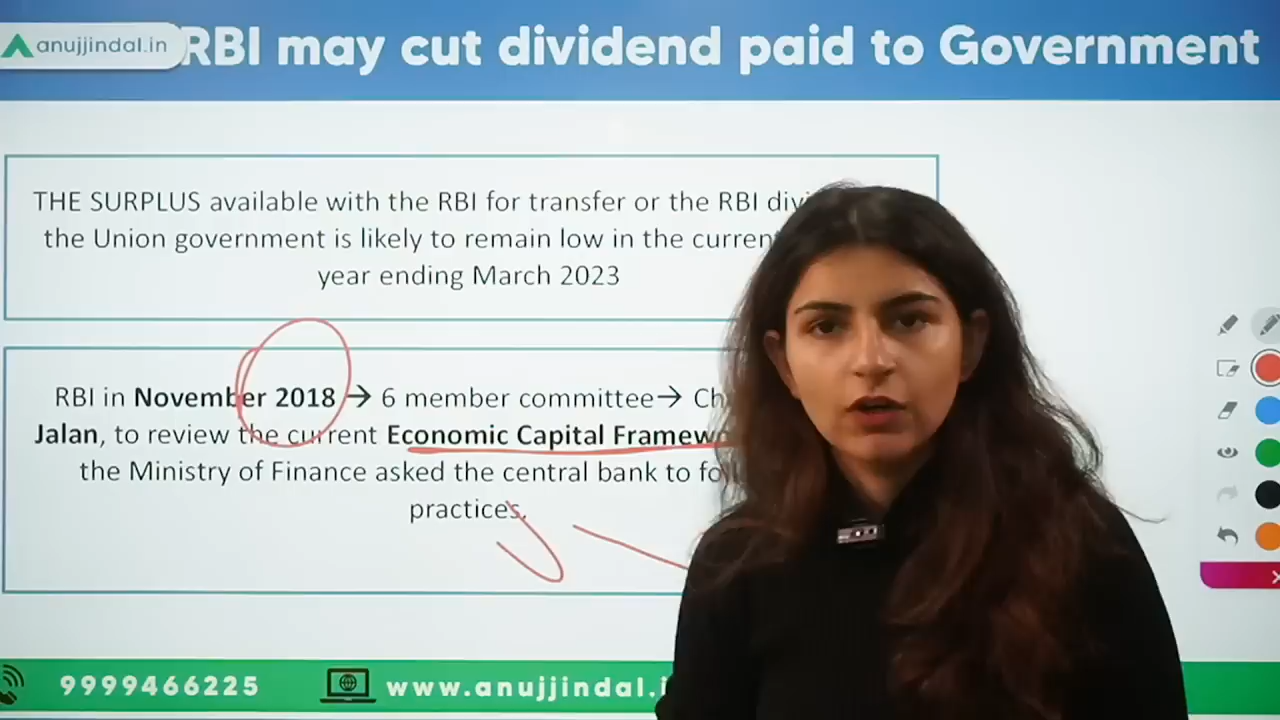 anujjindal.in
RBI may cut dividend paid to Government
THE SURPLUS available with the RBI for transfer or the RBI
the Union government is likely to remain low in the
year ending March 2023
RBI in November 2018 → 6 member committee→
Jalan, to review the current Economic Capital
the Ministry of Finance asked the central bank to
practices.
9999466225
www.anujjindal.i